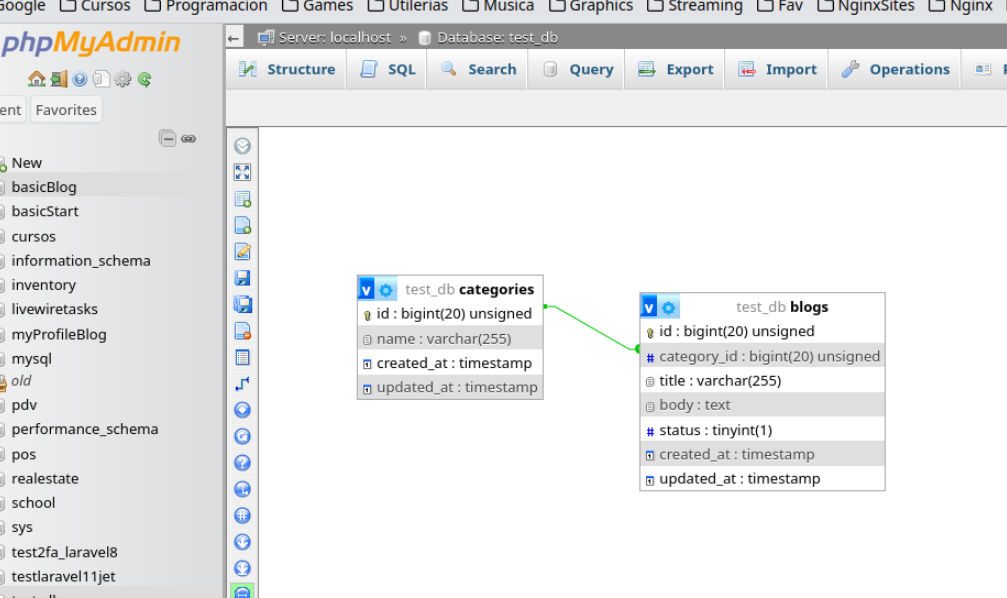 Google Cursos Programacion Games Utilerias Musica Graphics Streaming Fav NginxSites Nginx
phpMyAdmin
Server: localhost » Database: test_db
Structure SQL Search Query Export Import Operations
Favorites
New
basicBlog
basicStart
cursos
information_schema
inventory
livewiretasks
myProfileBlog
mysql
old
pdv
performance_schema
pos
realestate
school
sys
test2fa_laravel8
testlaravel11jet
v test_db categories
id : bigint(20) unsigned
name : varchar(255)
created_at : timestamp
updated_at : timestamp
v test_db blogs
id : bigint(20) unsigned
# category_id : bigint(20) unsigned
title : varchar(255)
body : text
# status : tinyint(1)
created_at : timestamp
updated_at : timestamp